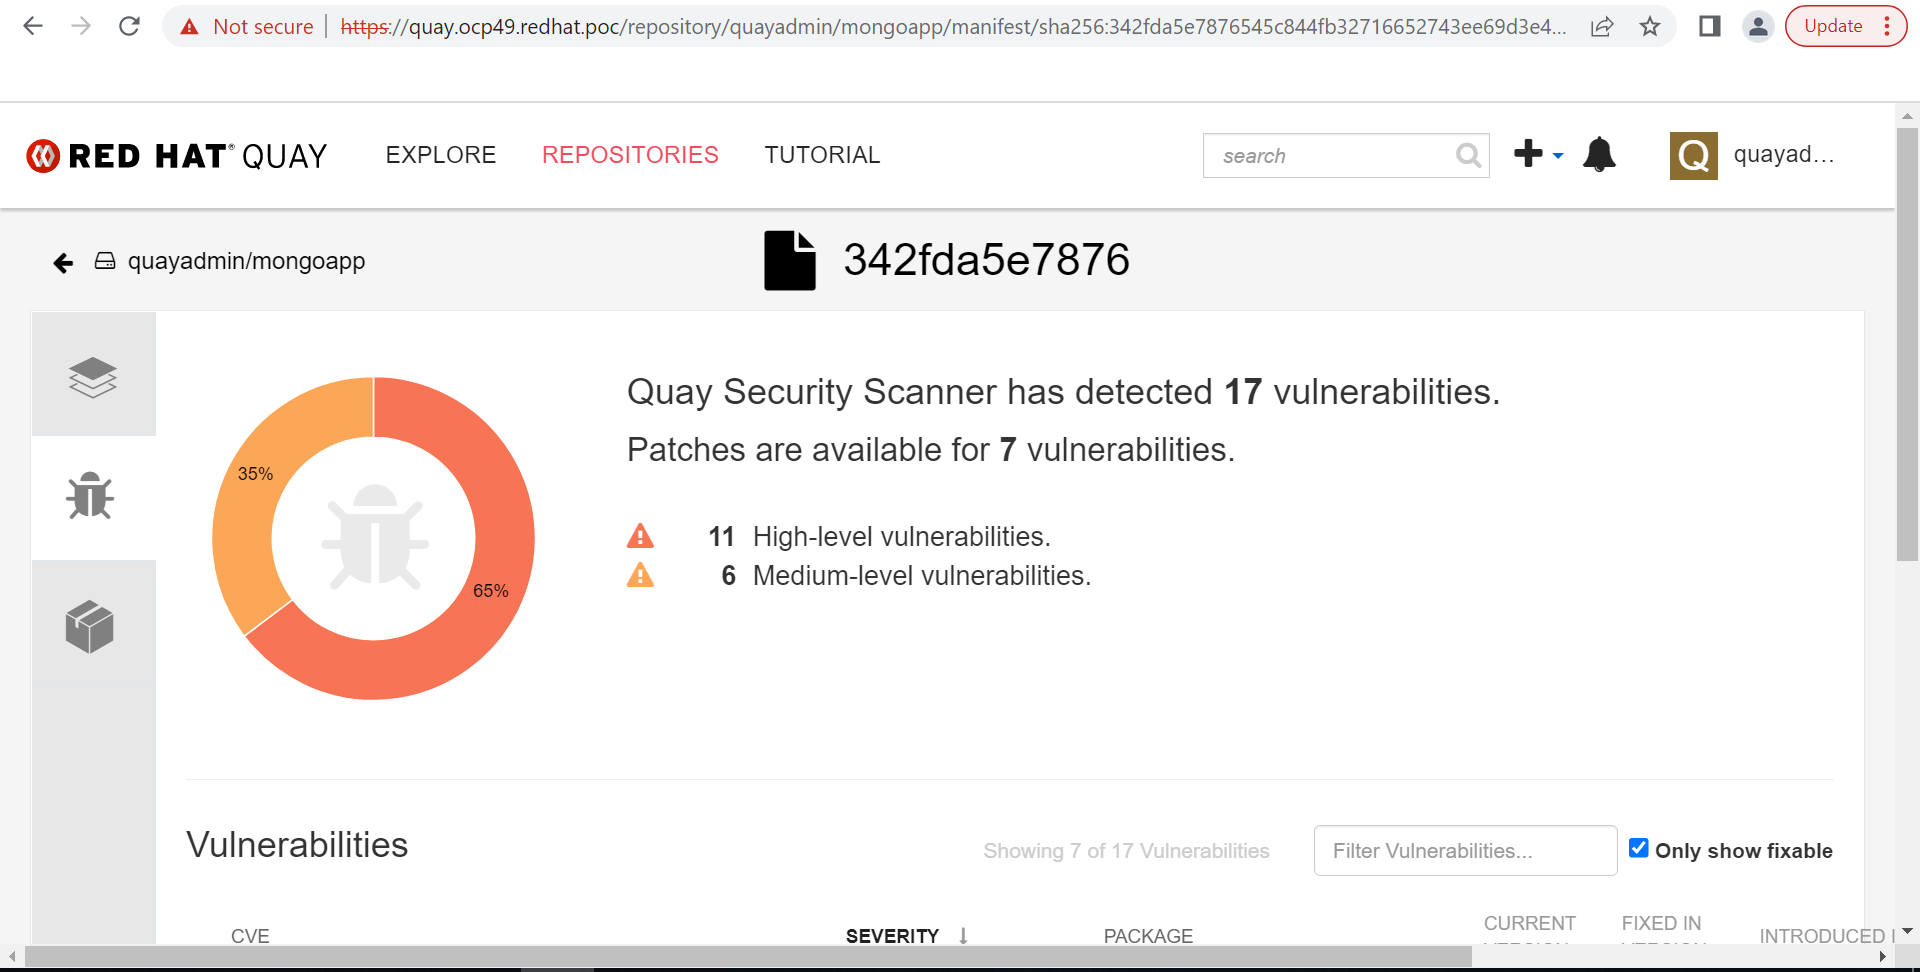 Not secure | https://quay.ocp49.redhat.poc/repository/quayadmin/mongoapp/manifest/sha256:342fda5e7876545c844fb32716652743ee69d3e4... Update
RED HAT® QUAY EXPLORE REPOSITORIES TUTORIAL search Q quayad...
quayadmin/mongoapp 342fda5e7876
Quay Security Scanner has detected 17 vulnerabilities.
Patches are available for 7 vulnerabilities.
35%
11 High-level vulnerabilities.
6 Medium-level vulnerabilities.
65%
Vulnerabilities Showing 7 of 17 Vulnerabilities Filter Vulnerabilities... Only show fixable
CVE SEVERITY PACKAGE CURRENT VERSION FIXED IN VERSION INTRODUCED I